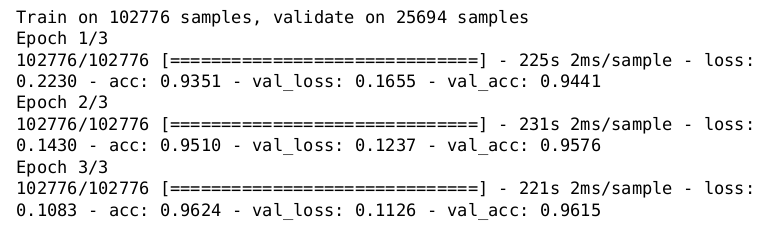 Train on 102776 samples, validate on 25694 samples
Epoch 1/3
102776/102776 [==============================] - 225s 2ms/sample - loss:
0.2230 - acc: 0.9351 - val_loss: 0.1655 - val_acc: 0.9441
Epoch 2/3
102776/102776 [==============================] - 231s 2ms/sample - loss:
0.1430 - acc: 0.9510 - val_loss: 0.1237 - val_acc: 0.9576
Epoch 3/3
102776/102776 [==============================] - 221s 2ms/sample - loss:
0.1083 - acc: 0.9624 - val_loss: 0.1126 - val_acc: 0.9615